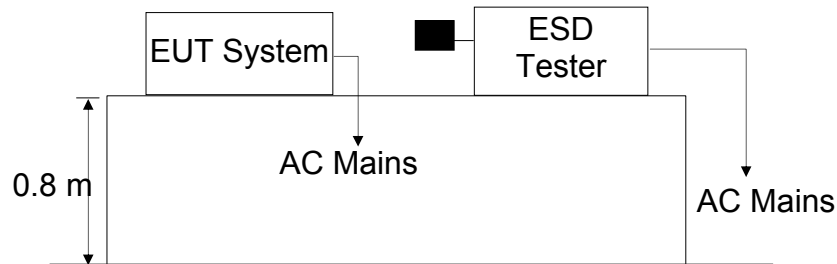 EUT System
ESD
Tester
AC Mains
0.8 m
AC Mains